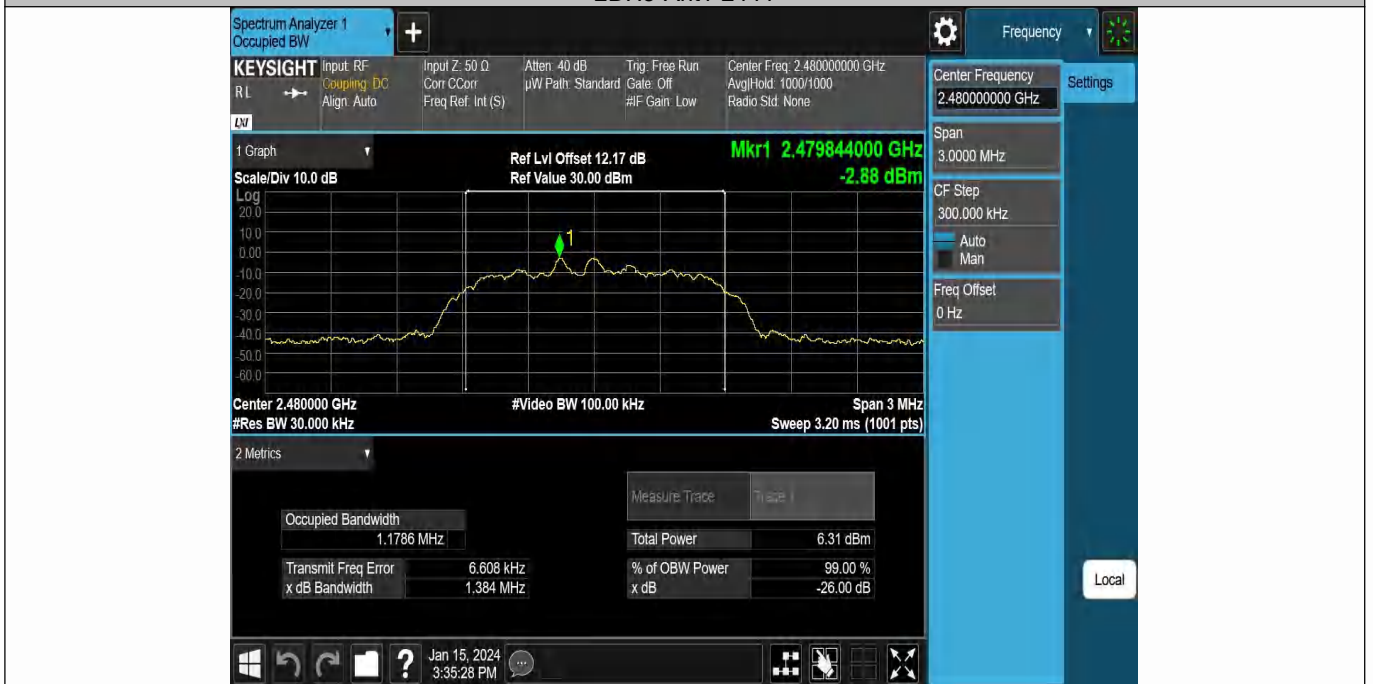 Spectrum Analyzer 1
Occupied BW
+
Frequency
KEYSIGHT
RL
LXI
Input: RF
Coupling: DC
Align: Auto
Input Z: 50 Ω
Corr CCorr
Freq Ref: Int (S)
Atten: 40 dB
µW Path: Standard
Trig: Free Run
Gate: Off
#IF Gain: Low
Center Freq: 2.480000000 GHz
Avg|Hold: 1000/1000
Radio Std: None
Center Frequency
2.480000000 GHz
Settings
Span
3.0000 MHz
CF Step
300.000 kHz
Auto
Man
Freq Offset
0 Hz
1 Graph
Scale/Div 10.0 dB
Ref Lvl Offset 12.17 dB
Ref Value 30.00 dBm
Mkr1 2.479844000 GHz
-2.88 dBm
Log
20.0
10.0
0.00
-10.0
-20.0
-30.0
-40.0
-50.0
-60.0
1
Center 2.480000 GHz
#Res BW 30.000 kHz
#Video BW 100.00 kHz
Span 3 MHz
Sweep 3.20 ms (1001 pts)
2 Metrics
Measure Trace
Trace 1
Occupied Bandwidth
1.1786 MHz
Total Power
6.31 dBm
Transmit Freq Error
6.608 kHz
% of OBW Power
99.00 %
x dB Bandwidth
1.384 MHz
x dB
-26.00 dB
Local
?
Jan 15, 2024
3:35:28 PM